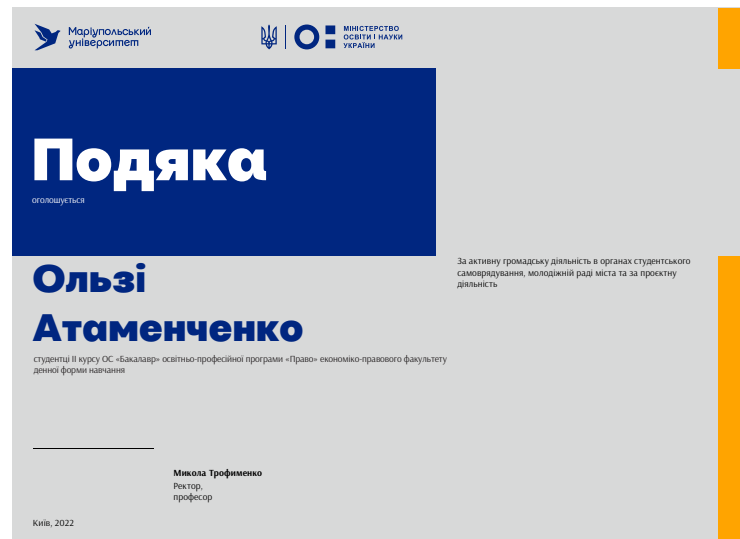 Маріупольський
університет
МІНІСТЕРСТВО
ОСВІТИ І НАУКИ
УКРАЇНИ
Подяка
оголошується
Ользі
Атаменченко
студентці ІІ курсу ОС «Бакалавр» освітньо-професійної програми «Право» економіко-правового факультету
денної форми навчання
За активну громадську діяльність в органах студентського
самоврядування, молодіжній раді міста та за проєктну
діяльність
Микола Трофименко
Ректор,
професор
Київ, 2022